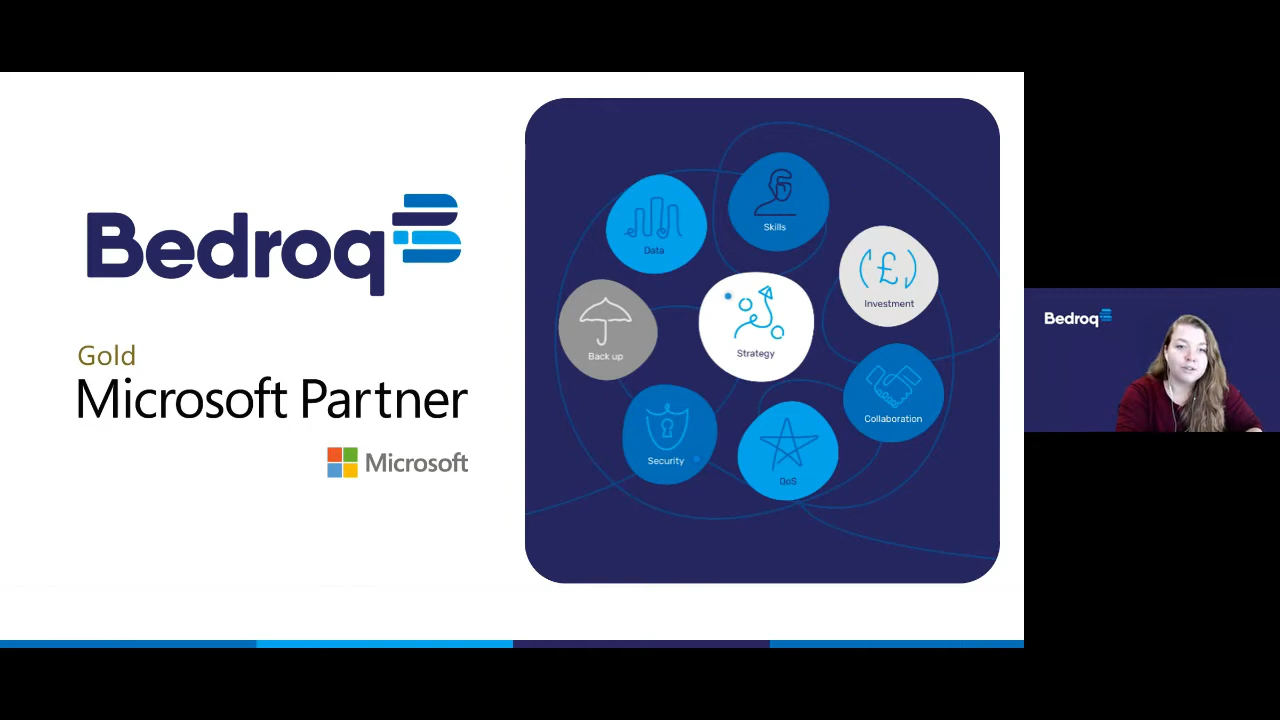 Bedroq
Gold
Microsoft Partner
Microsoft
Skills
Data
Investment
Back up
Strategy
Collaboration
Security
QoS
Bedroq